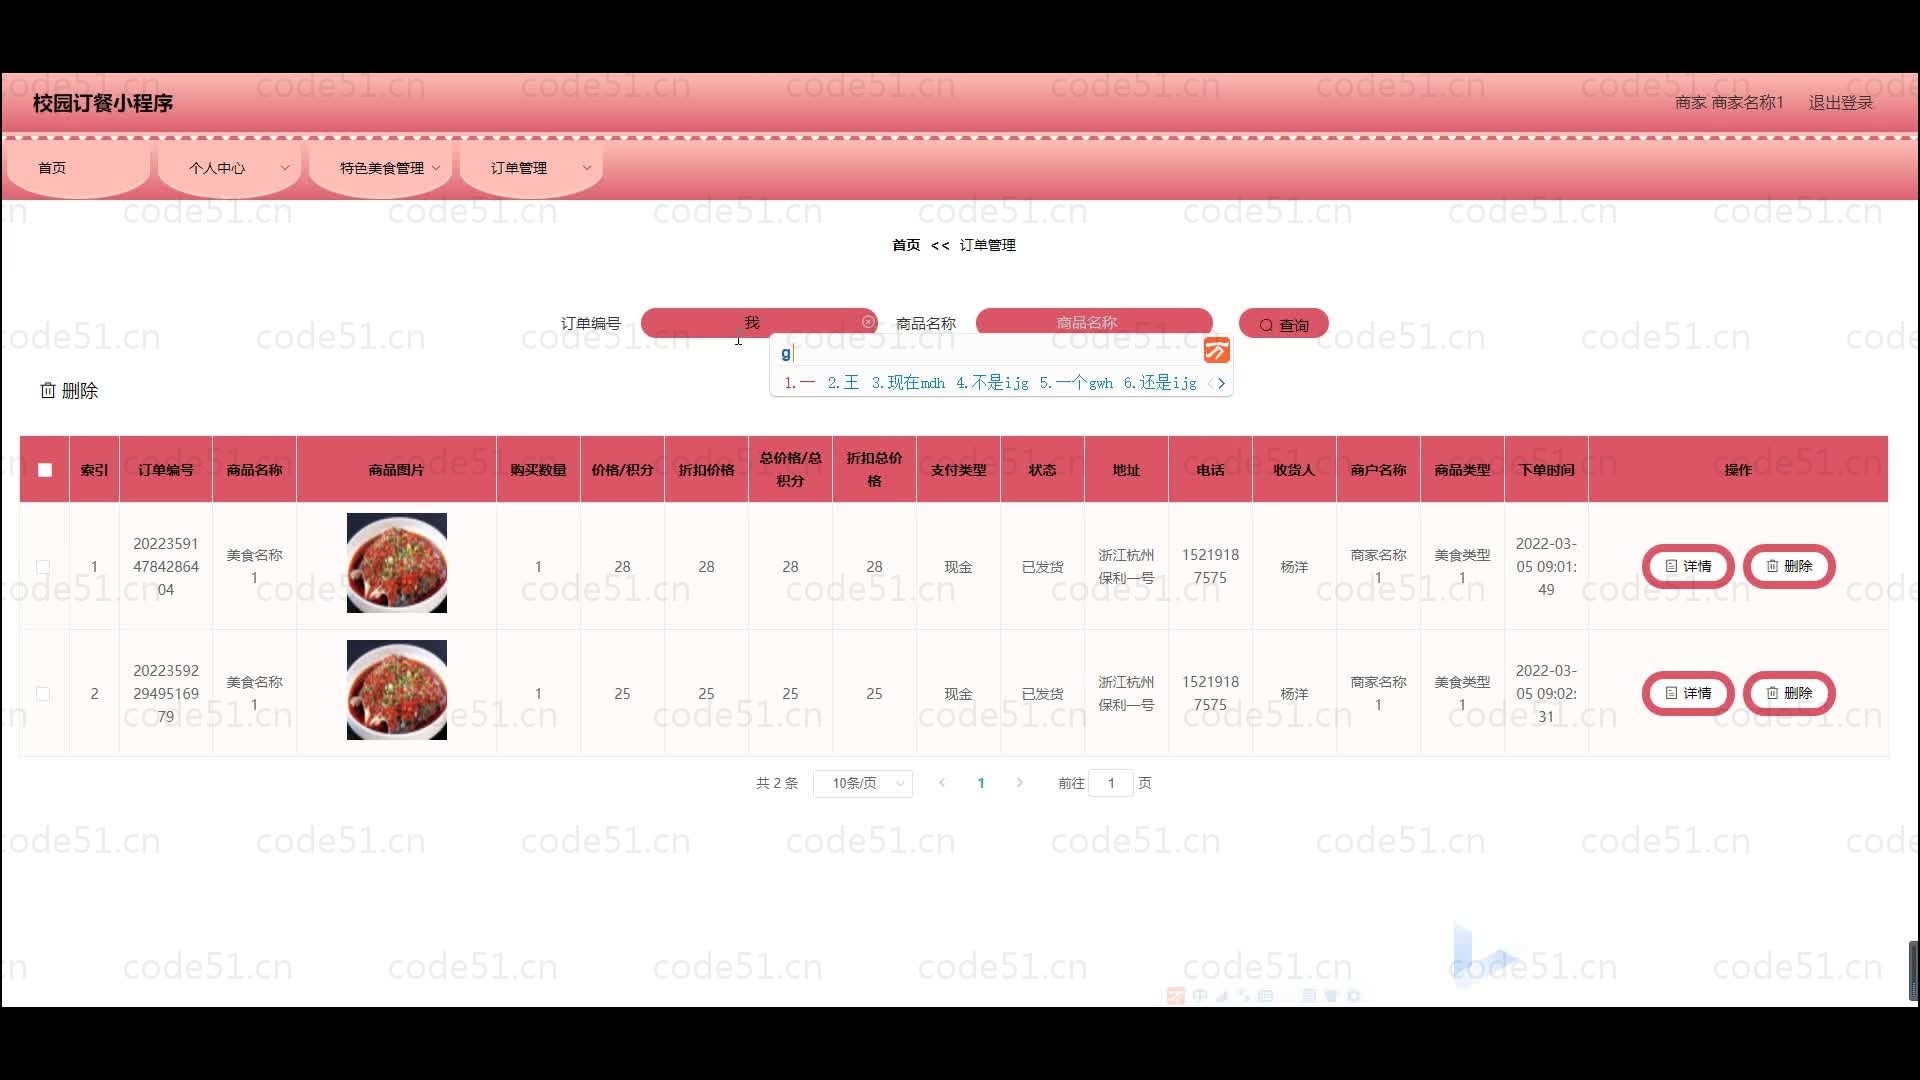 校园订餐小程序
商家 商家名称1 退出登录
首页 个人中心 特色美食管理 订单管理
首页 << 订单管理
订单编号 我 商品名称 商品名称 查询
g
1.一 2.王 3.现在mdh 4.不是ijg 5.一个gwh 6.还是ijg
删除
索引 订单编号 商品名称 商品图片 购买数量 价格/积分 折扣价格 总价格/总积分 折扣总价格 支付类型 状态 地址 电话 收货人 商户名称 商品类型 下单时间 操作
1 202235914784286404 美食名称1 1 28 28 28 28 现金 已发货 浙江杭州保利一号 15219187575 杨洋 商家名称1 美食类型1 2022-03-05 09:01:49 详情 删除
2 202235922949516979 美食名称1 1 25 25 25 25 现金 已发货 浙江杭州保利一号 15219187575 杨洋 商家名称1 美食类型1 2022-03-05 09:02:31 详情 删除
共 2 条 10条/页 1 前往 1 页
code51.cn